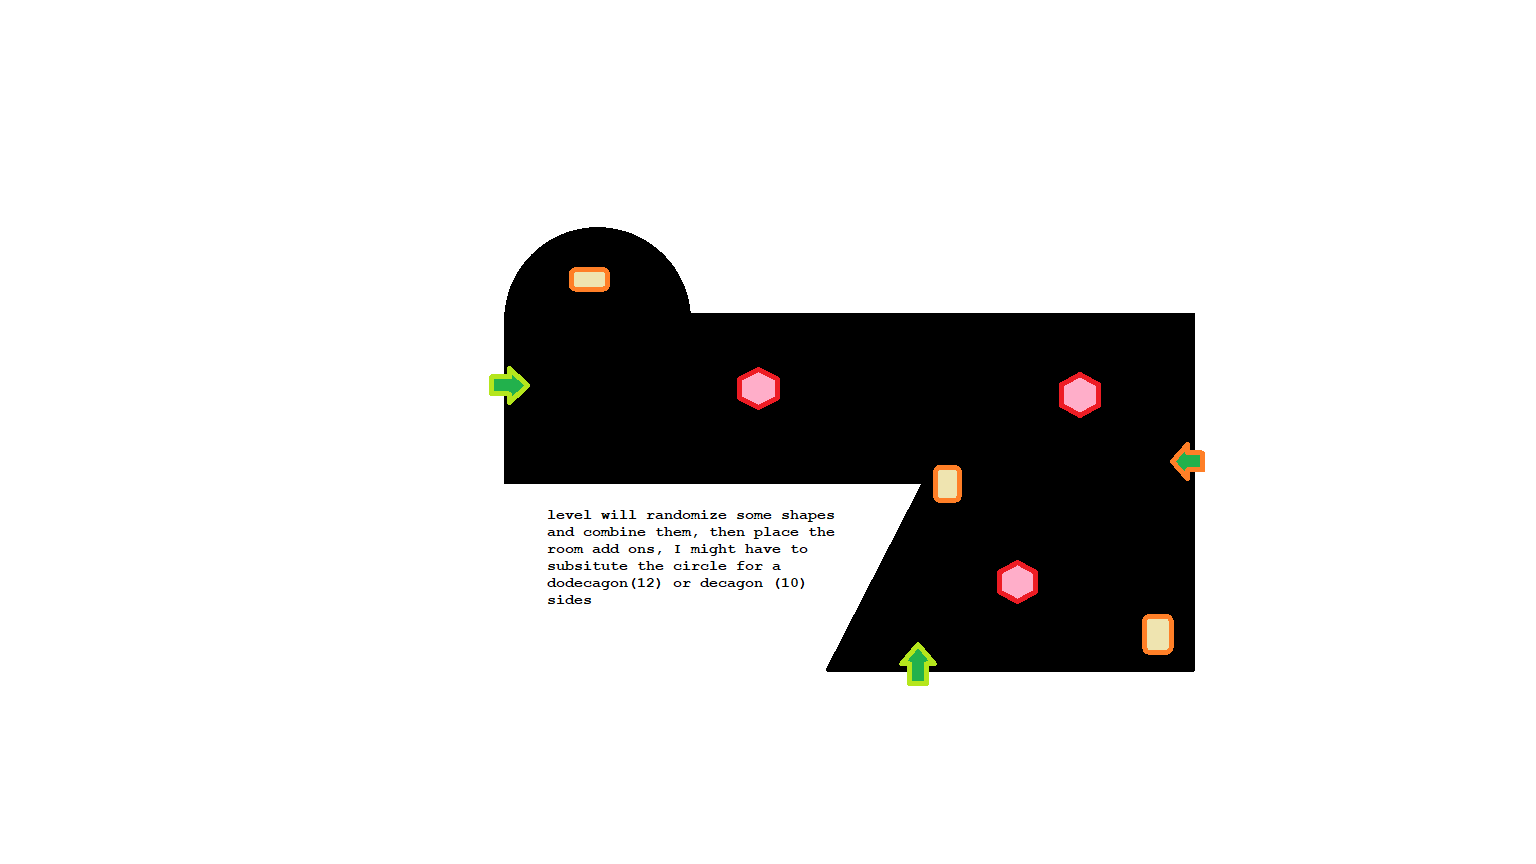 level will randomize some shapes
and combine them, then place the
room add ons, I might have to
subsitute the circle for a
dodecagon(12) or decagon (10)
sides